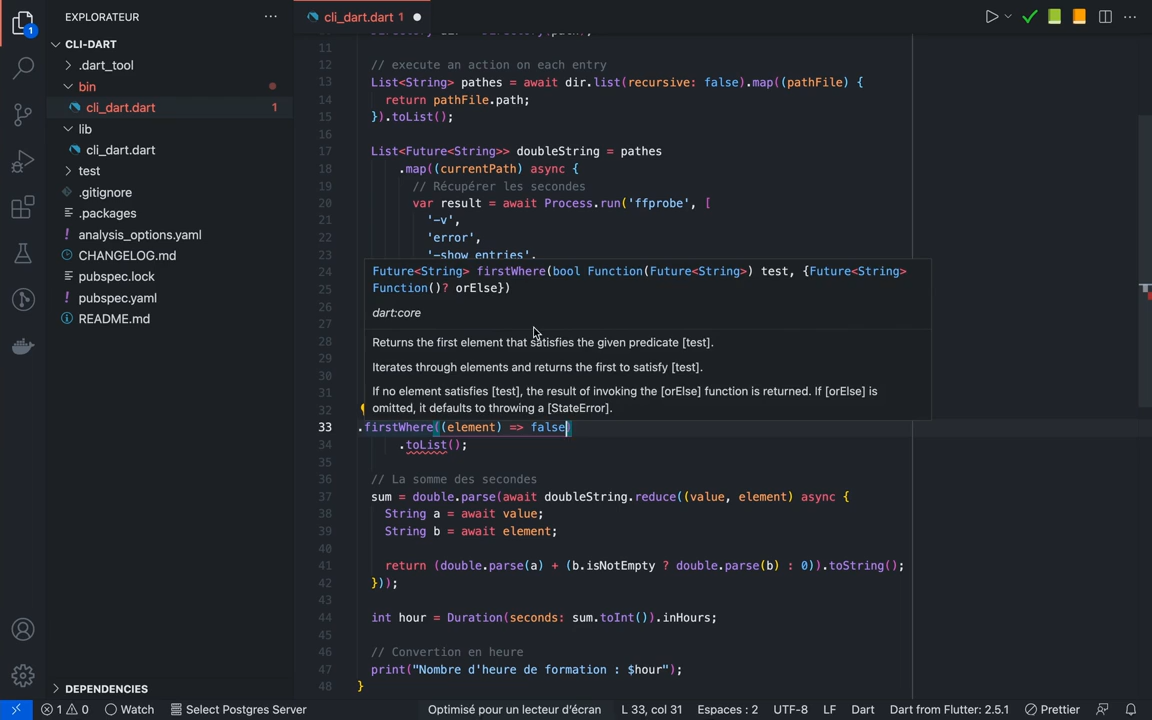 EXPLORATEUR
CLI-DART
.dart_tool
bin
cli_dart.dart 1
lib
cli_dart.dart
test
.gitignore
.packages
analysis_options.yaml
CHANGELOG.md
pubspec.lock
pubspec.yaml
README.md
DEPENDENCIES
1
cli_dart.dart 1
11
12 // execute an action on each entry
13 List<String> pathes = await dir.list(recursive: false).map((pathFile) {
14 return pathFile.path;
15 }).toList();
16
17 List<Future<String>> doubleString = pathes
18 .map((currentPath) async {
19 // Récupérer les secondes
20 var result = await Process.run('ffprobe', [
21 '-v',
22 'error',
23 '-show_entries',
24
25
26
27
28
29
30
31
32
Future<String> firstWhere(bool Function(Future<String>) test, {Future<String>
Function()? orElse})
dart:core
Returns the first element that satisfies the given predicate [test].
Iterates through elements and returns the first to satisfy [test].
If no element satisfies [test], the result of invoking the [orElse] function is returned. If [orElse] is
omitted, it defaults to throwing a [StateError].
33 .firstWhere((element) => false)
34 .toList();
35
36 // La somme des secondes
37 sum = double.parse(await doubleString.reduce((value, element) async {
38 String a = await value;
39 String b = await element;
40
41 return (double.parse(a) + (b.isNotEmpty ? double.parse(b) : 0)).toString();
42 }));
43
44 int hour = Duration(seconds: sum.toInt()).inHours;
45
46 // Convertion en heure
47 print("Nombre d'heure de formation : $hour");
48 }
1 0 Watch Select Postgres Server Optimisé pour un lecteur d'écran L 33, col 31 Espaces : 2 UTF-8 LF Dart Dart from Flutter: 2.5.1 Prettier